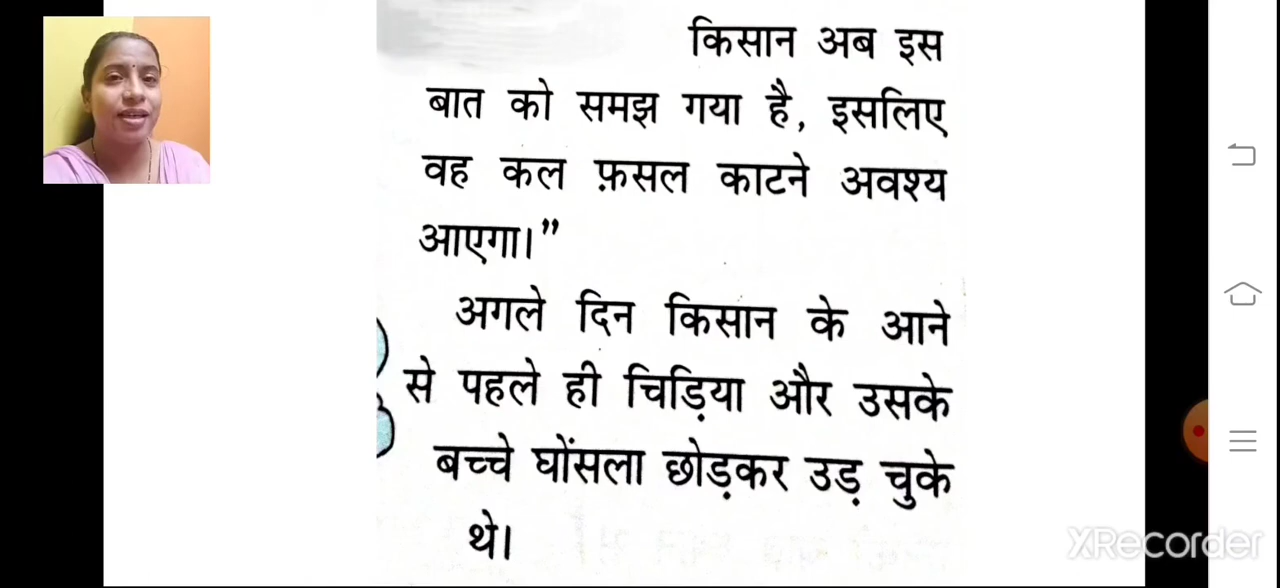 किसान अब इस
बात को समझ गया है, इसलिए
वह कल फ़सल काटने अवश्य
आएगा।”
अगले दिन किसान के आने
से पहले ही चिड़िया और उसके
बच्चे घोंसला छोड़कर उड़ चुके
थे।
XRecorder